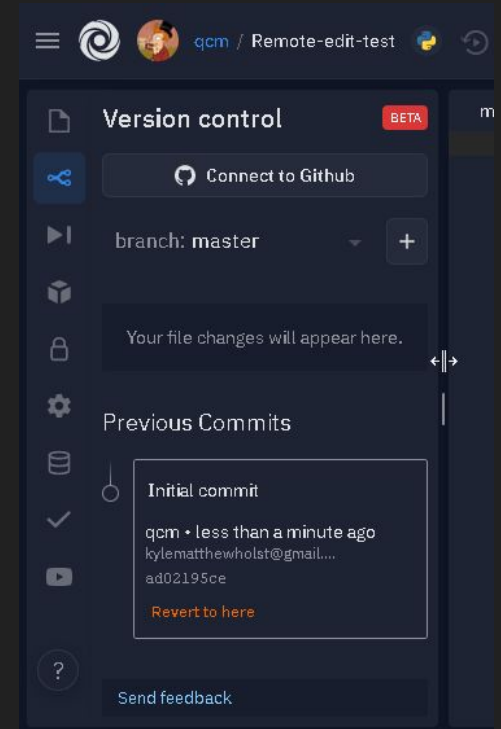 qcm / Remote-edit-test
m
Version control
BETA
Connect to Github
branch: master
+
Your file changes will appear here.
Previous Commits
Initial commit
qcm • less than a minute ago
kylematthewholst@gmail....
ad02195ce
Revert to here
?
Send feedback